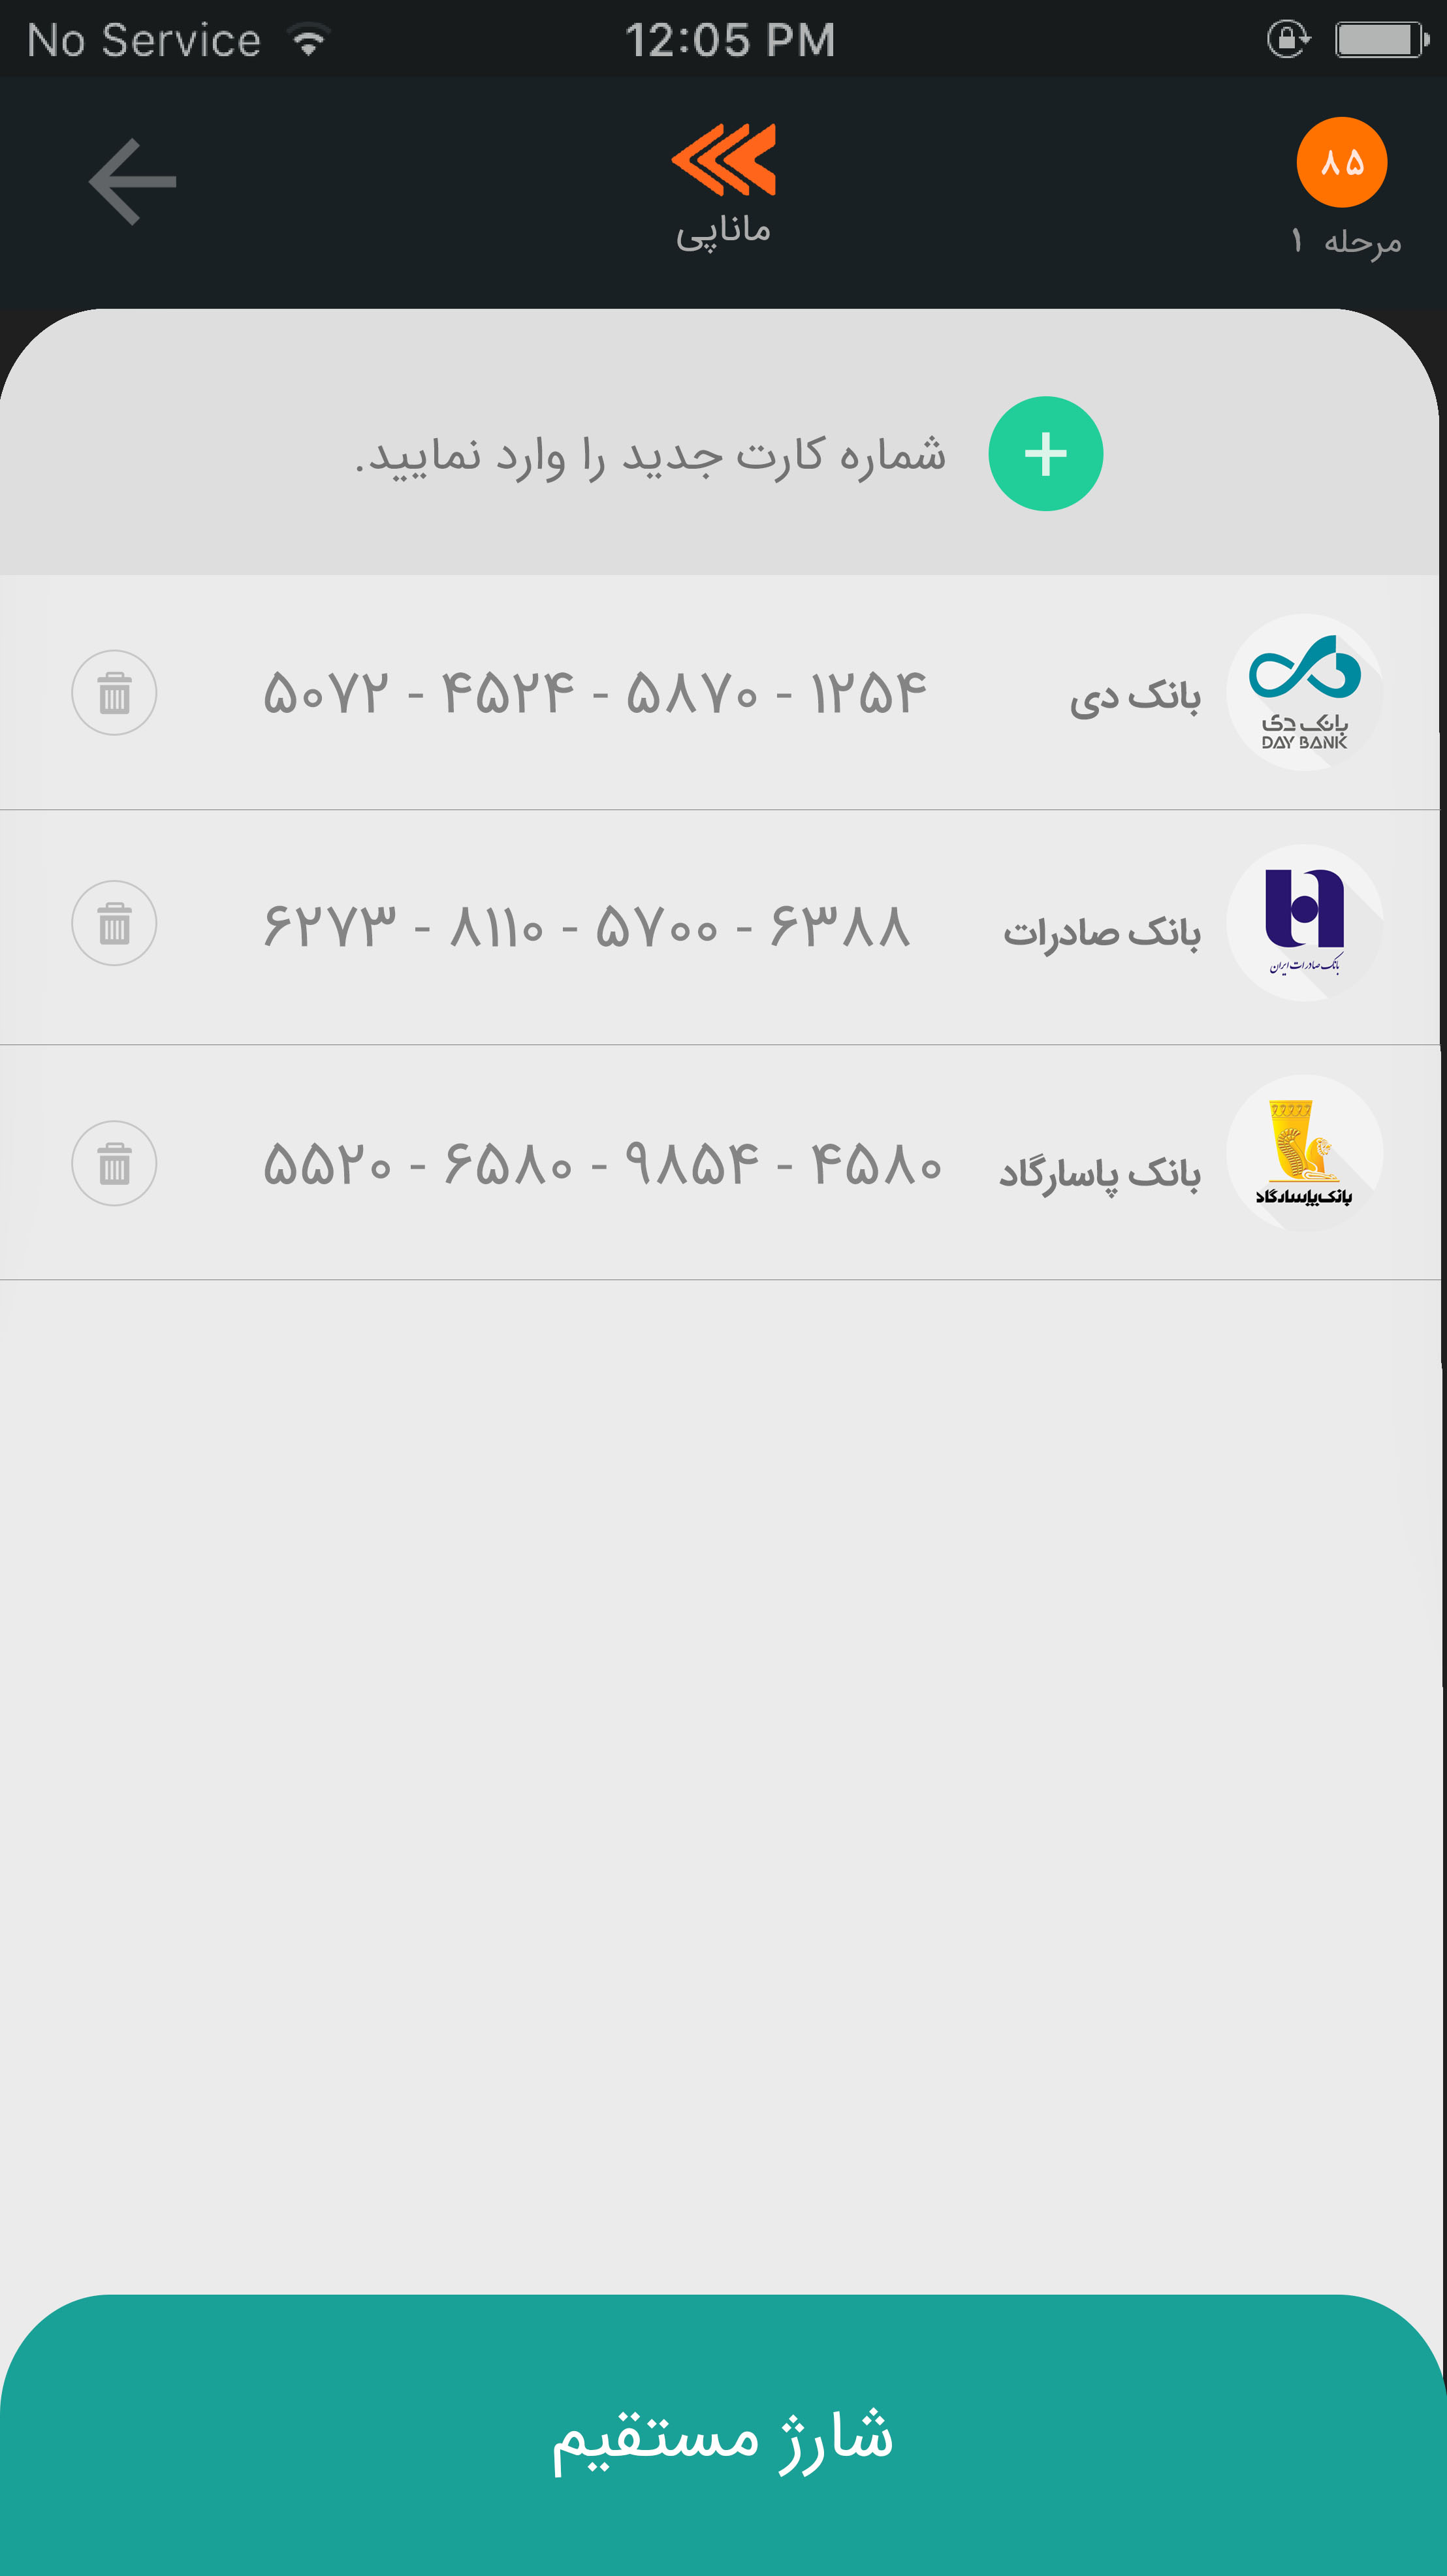 No Service 12:05 PM
۸۵
مرحله ۱
ماناپی
شماره کارت جدید را وارد نمایید.
بانک دی
DAY BANK
بانک دی ۵۰۷۲ - ۴۵۲۴ - ۵۸۷۰ - ۱۲۵۴
بانک صادرات ایران
بانک صادرات ۶۲۷۳ - ۸۱۱۰ - ۵۷۰۰ - ۶۳۸۸
بانک پاسارگاد
بانک پاسارگاد ۵۵۲۰ - ۶۵۸۰ - ۹۸۵۴ - ۴۵۸۰
شارژ مستقیم